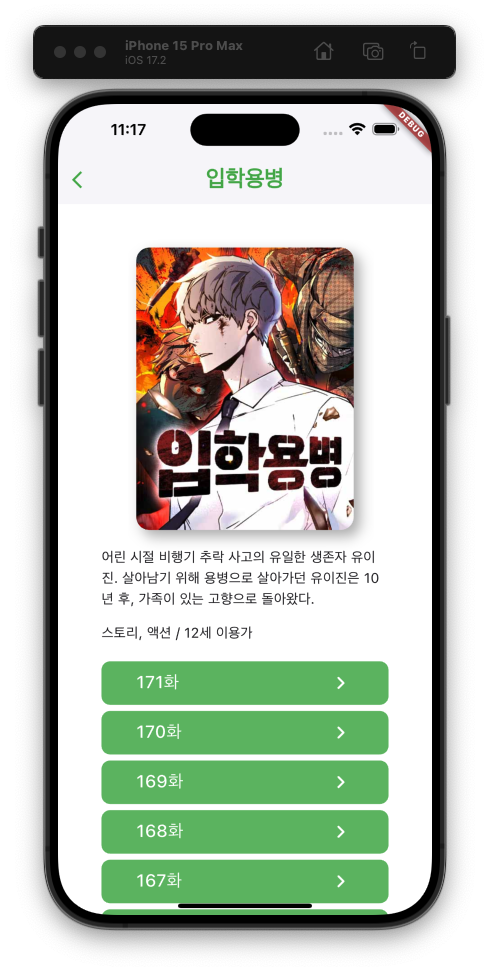 iPhone 15 Pro Max
iOS 17.2
11:17
DEBUG
입학용병
입학용병
어린 시절 비행기 추락 사고의 유일한 생존자 유이
진. 살아남기 위해 용병으로 살아가던 유이진은 10
년 후, 가족이 있는 고향으로 돌아왔다.
스토리, 액션 / 12세 이용가
171화
170화
169화
168화
167화